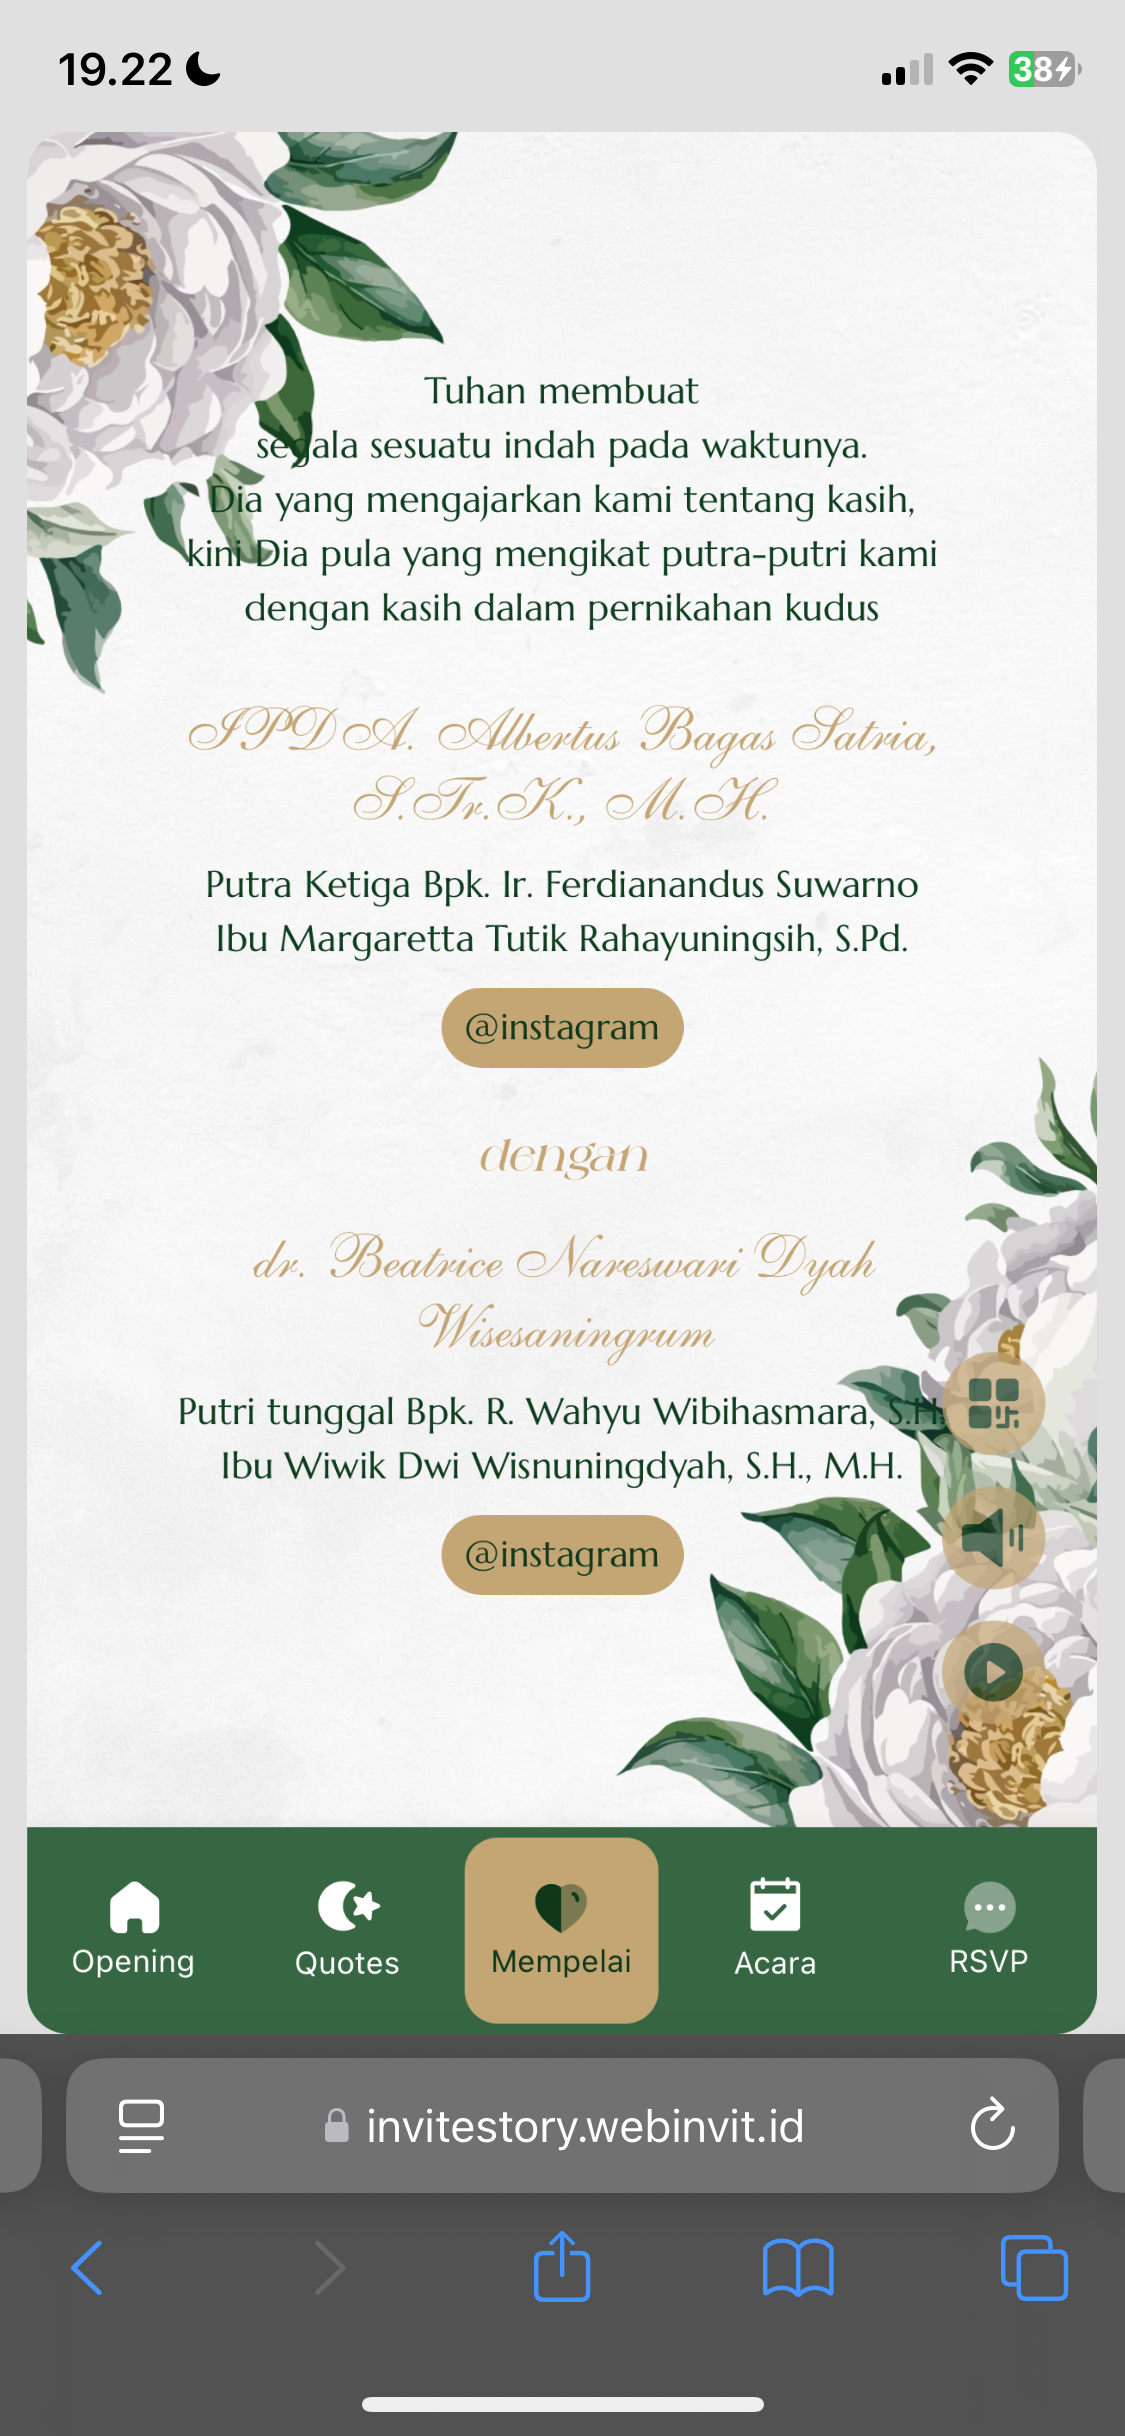 19.22
38
Tuhan membuat
segala sesuatu indah pada waktunya.
Dia yang mengajarkan kami tentang kasih,
kini Dia pula yang mengikat putra-putri kami
dengan kasih dalam pernikahan kudus
IPDA. Albertus Bagas Satria,
S.Tr.K., M.H.
Putra Ketiga Bpk. Ir. Ferdianandus Suwarno
Ibu Margaretta Tutik Rahayuningsih, S.Pd.
@instagram
dengan
dr. Beatrice Nareswari Dyah
Wisesaningrum
Putri tunggal Bpk. R. Wahyu Wibihasmara, S.H.
Ibu Wiwik Dwi Wisnuningdyah, S.H., M.H.
@instagram
Opening
Quotes
Mempelai
Acara
RSVP
invitestory.webinvit.id